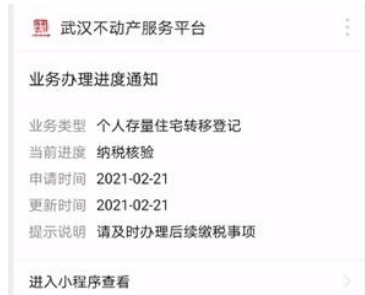 武汉不动产服务平台
业务办理进度通知
业务类型 个人存量住宅转移登记
当前进度 纳税核验
申请时间 2021-02-21
更新时间 2021-02-21
提示说明 请及时办理后续缴税事项
进入小程序查看